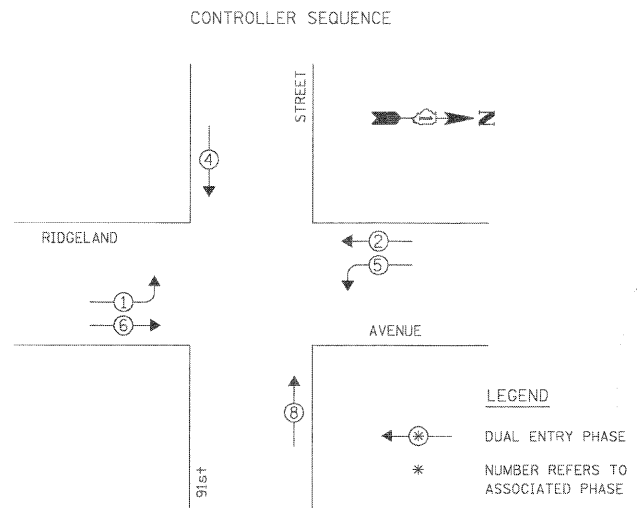 CONTROLLER SEQUENCE
STREET
N
4
RIDGELAND
2
5
1
6
AVENUE
8
LEGEND
* DUAL ENTRY PHASE
* NUMBER REFERS TO
ASSOCIATED PHASE
91st